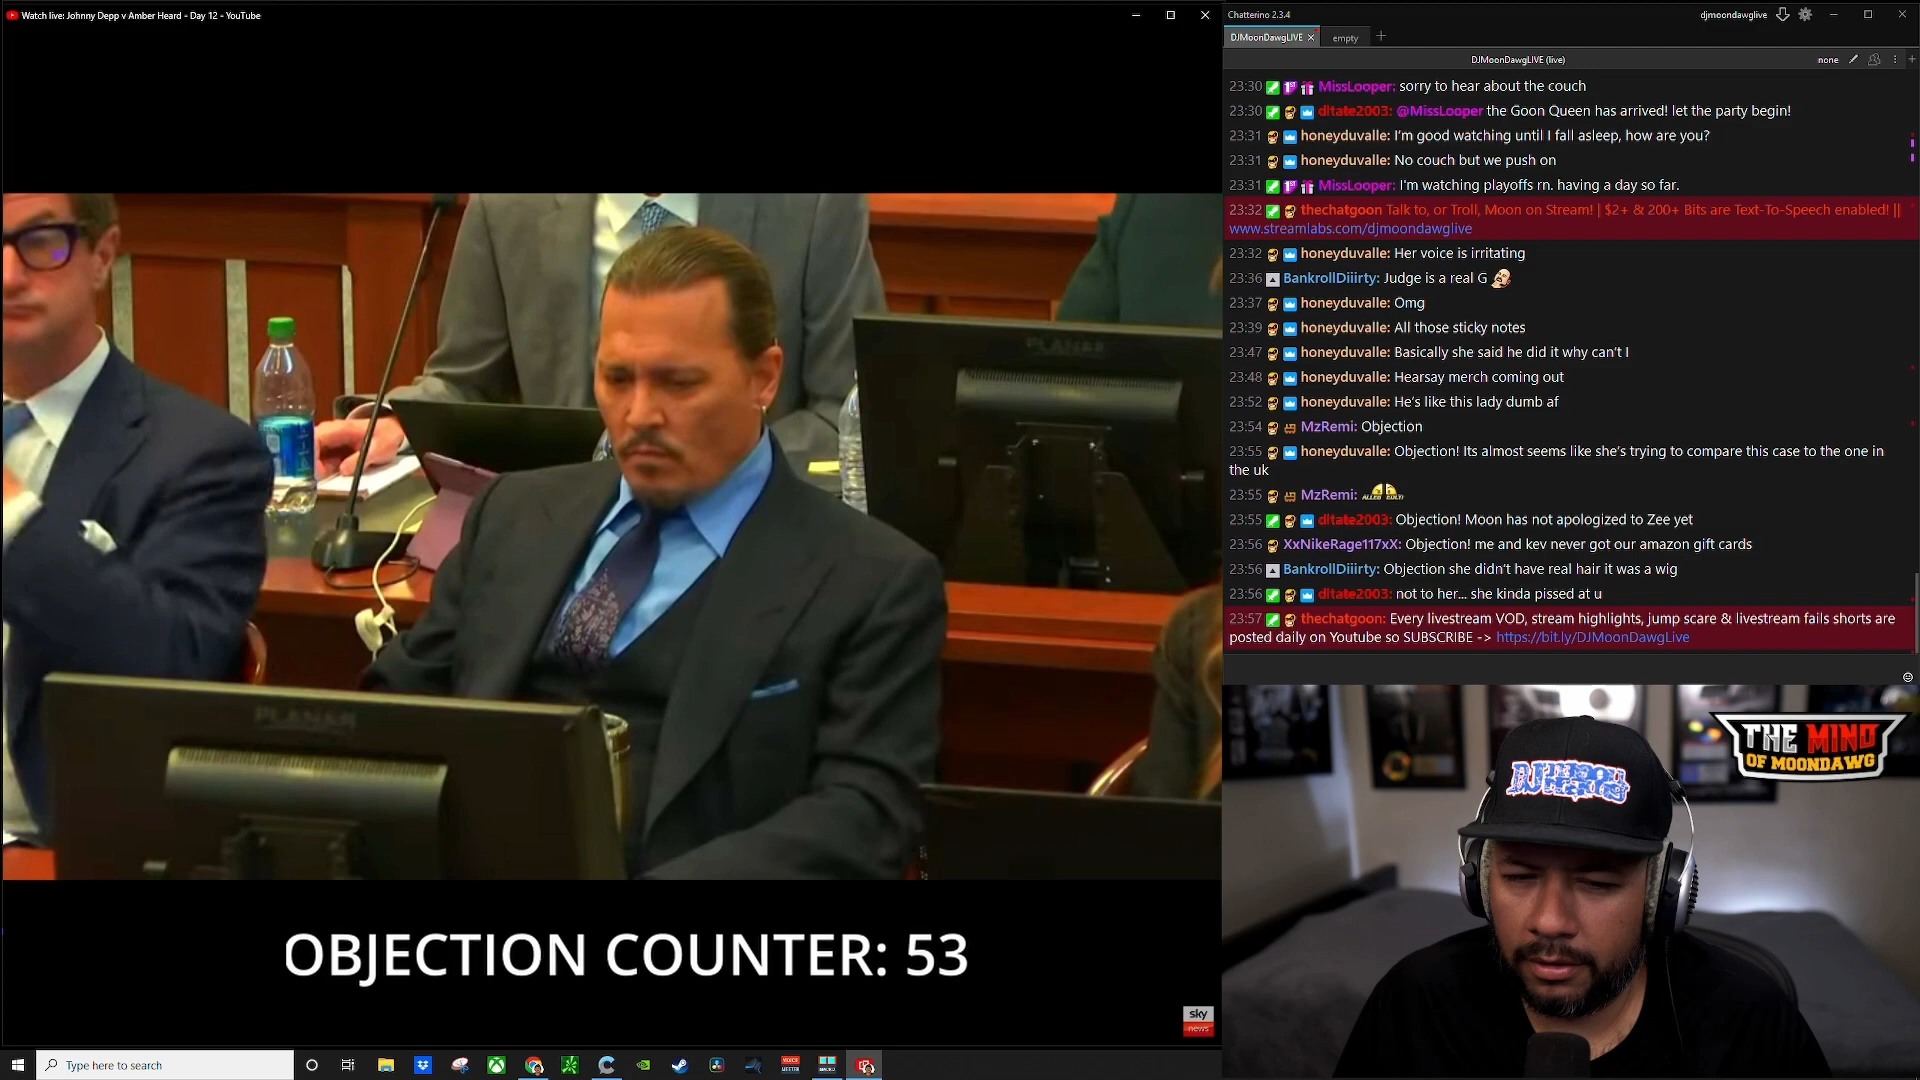 Watch live: Johnny Depp v Amber Heard - Day 12 - YouTube
Chatterino 2.3.4
djmoondawglive
DJMoonDawgLIVE
empty
DJMoonDawgLIVE (live)
none
23:30 MissLooper: sorry to hear about the couch
23:30 dltate2003: @MissLooper the Goon Queen has arrived! let the party begin!
23:31 honeyduvalle: I'm good watching until I fall asleep, how are you?
23:31 honeyduvalle: No couch but we push on
23:31 MissLooper: I'm watching playoffs rn. having a day so far.
23:32 thechatgoon Talk to, or Troll, Moon on Stream! | $2+ & 200+ Bits are Text-To-Speech enabled! ||
www.streamlabs.com/djmoondawglive
23:32 honeyduvalle: Her voice is irritating
23:36 BankrollDiiirty: Judge is a real G
23:37 honeyduvalle: Omg
23:39 honeyduvalle: All those sticky notes
23:47 honeyduvalle: Basically she said he did it why can't I
23:48 honeyduvalle: Hearsay merch coming out
23:52 honeyduvalle: He's like this lady dumb af
23:54 MzRemi: Objection
23:55 honeyduvalle: Objection! Its almost seems like she's trying to compare this case to the one in
the uk
23:55 MzRemi:
23:55 dltate2003: Objection! Moon has not apologized to Zee yet
23:56 XxNikeRage117xX: Objection! me and kev never got our amazon gift cards
23:56 BankrollDiiirty: Objection she didn't have real hair it was a wig
23:56 dltate2003: not to her... she kinda pissed at u
23:57 thechatgoon: Every livestream VOD, stream highlights, jump scare & livestream fails shorts are
posted daily on Youtube so SUBSCRIBE -> https://bit.ly/DJMoonDawgLive
PLANAR
PLANAR
THE MIND
OF MOONDAWG
OBJECTION COUNTER: 53
sky
news
Type here to search